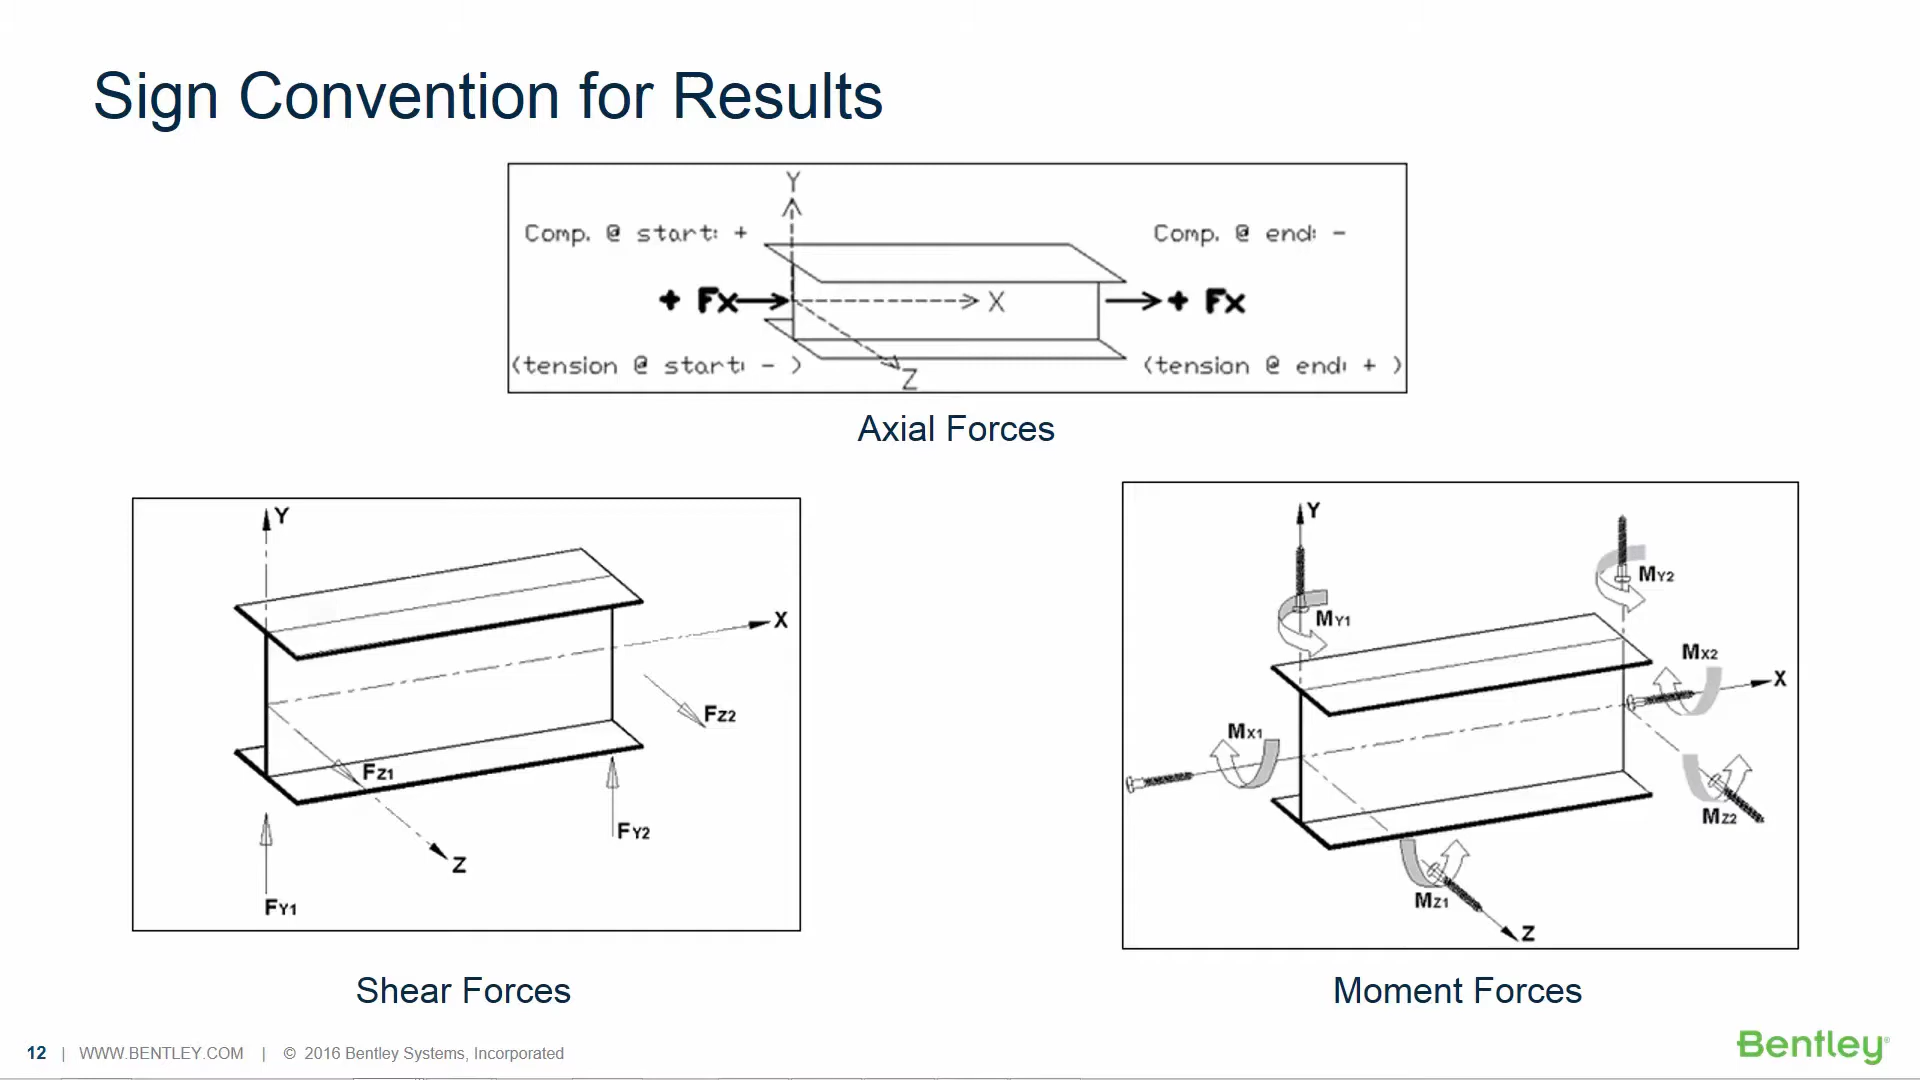 Sign Convention for Results
Y
Comp. @ start: +
Comp. @ end: -
+ Fx
X
+ Fx
(tension @ start: - )
(tension @ end: + )
Z
Axial Forces
Y
X
FZ2
FZ1
FY2
Z
FY1
Shear Forces
Y
MY2
MY1
MX2
X
MX1
MZ2
MZ1
Z
Moment Forces
12 | WWW.BENTLEY.COM | © 2016 Bentley Systems, Incorporated
Bentley®